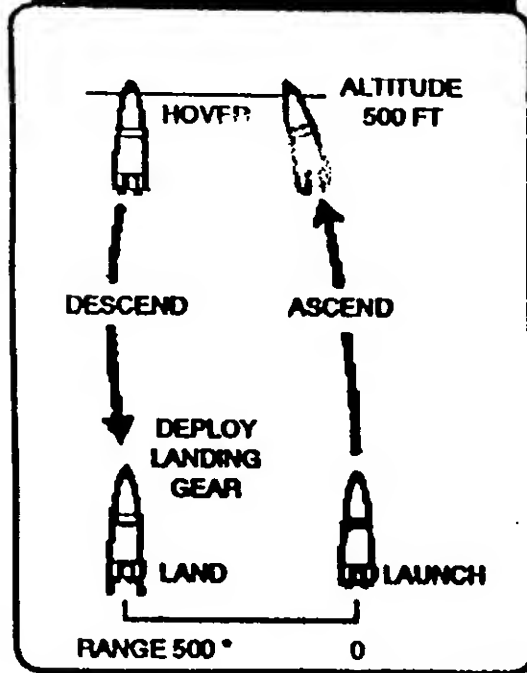 ALTITUDE
500 FT
HOVER
DESCEND
ASCEND
DEPLOY
LANDING
GEAR
LAND
LAUNCH
RANGE 500 *
0